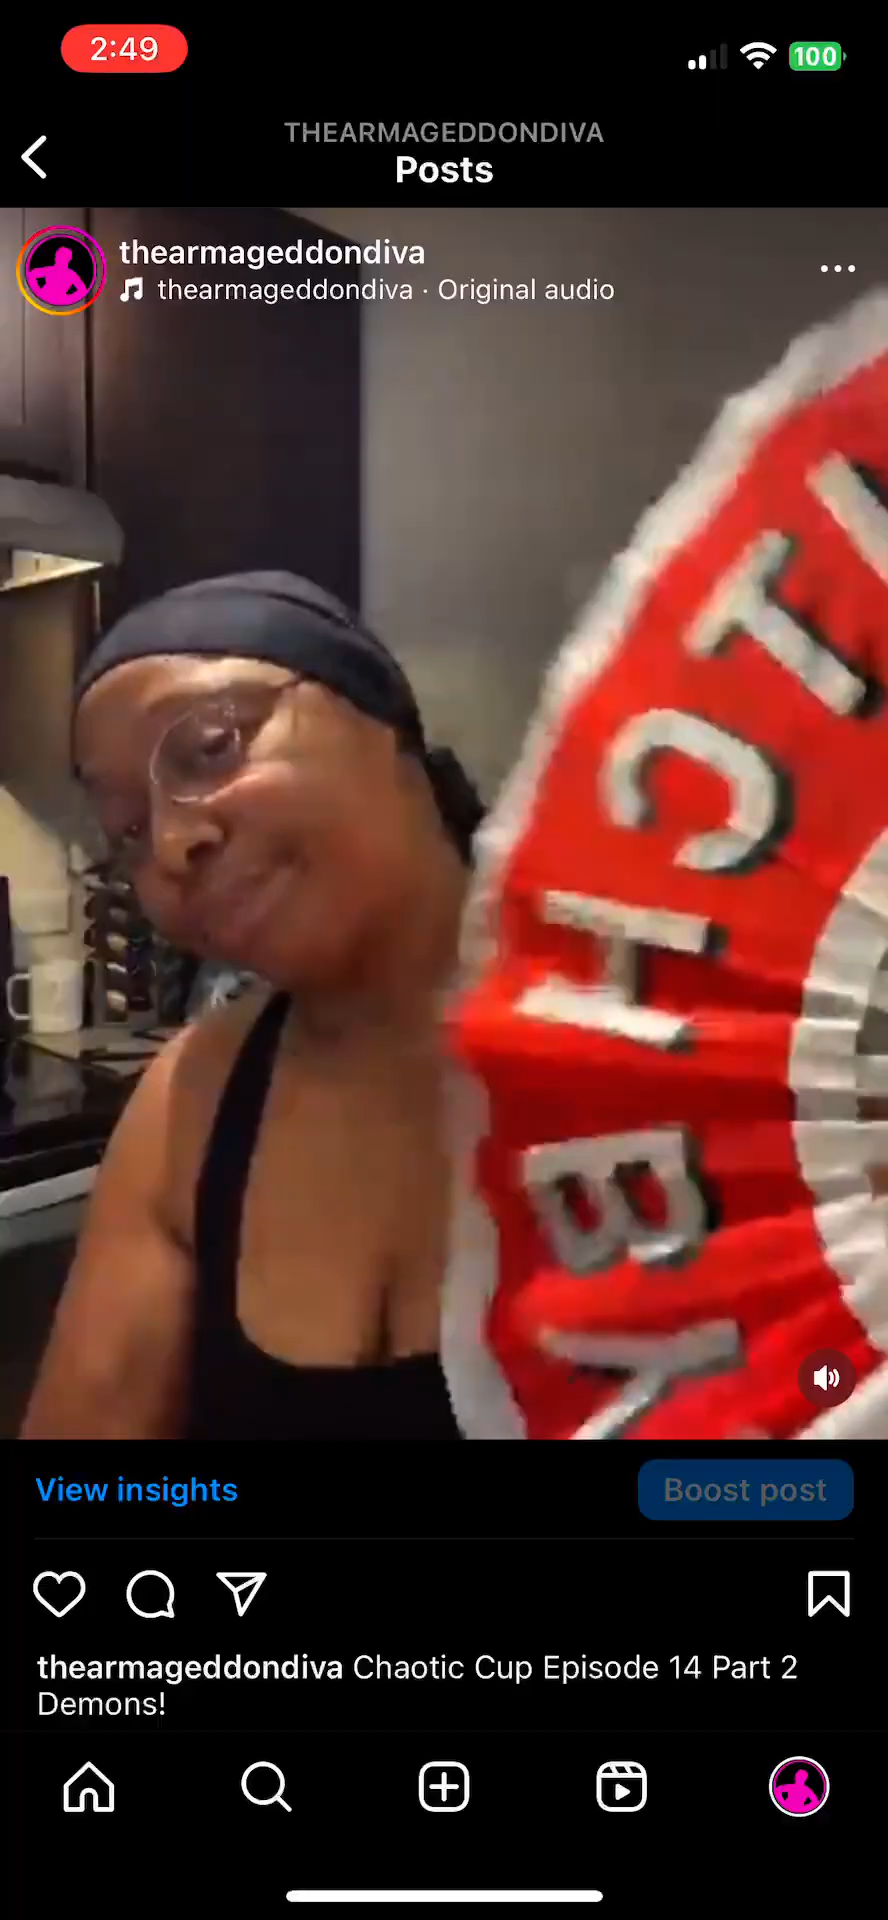 2:49
100
THEARMAGEDDONDIVA
Posts
thearmageddondiva
thearmageddondiva · Original audio
View insights
Boost post
thearmageddondiva Chaotic Cup Episode 14 Part 2
Demons!